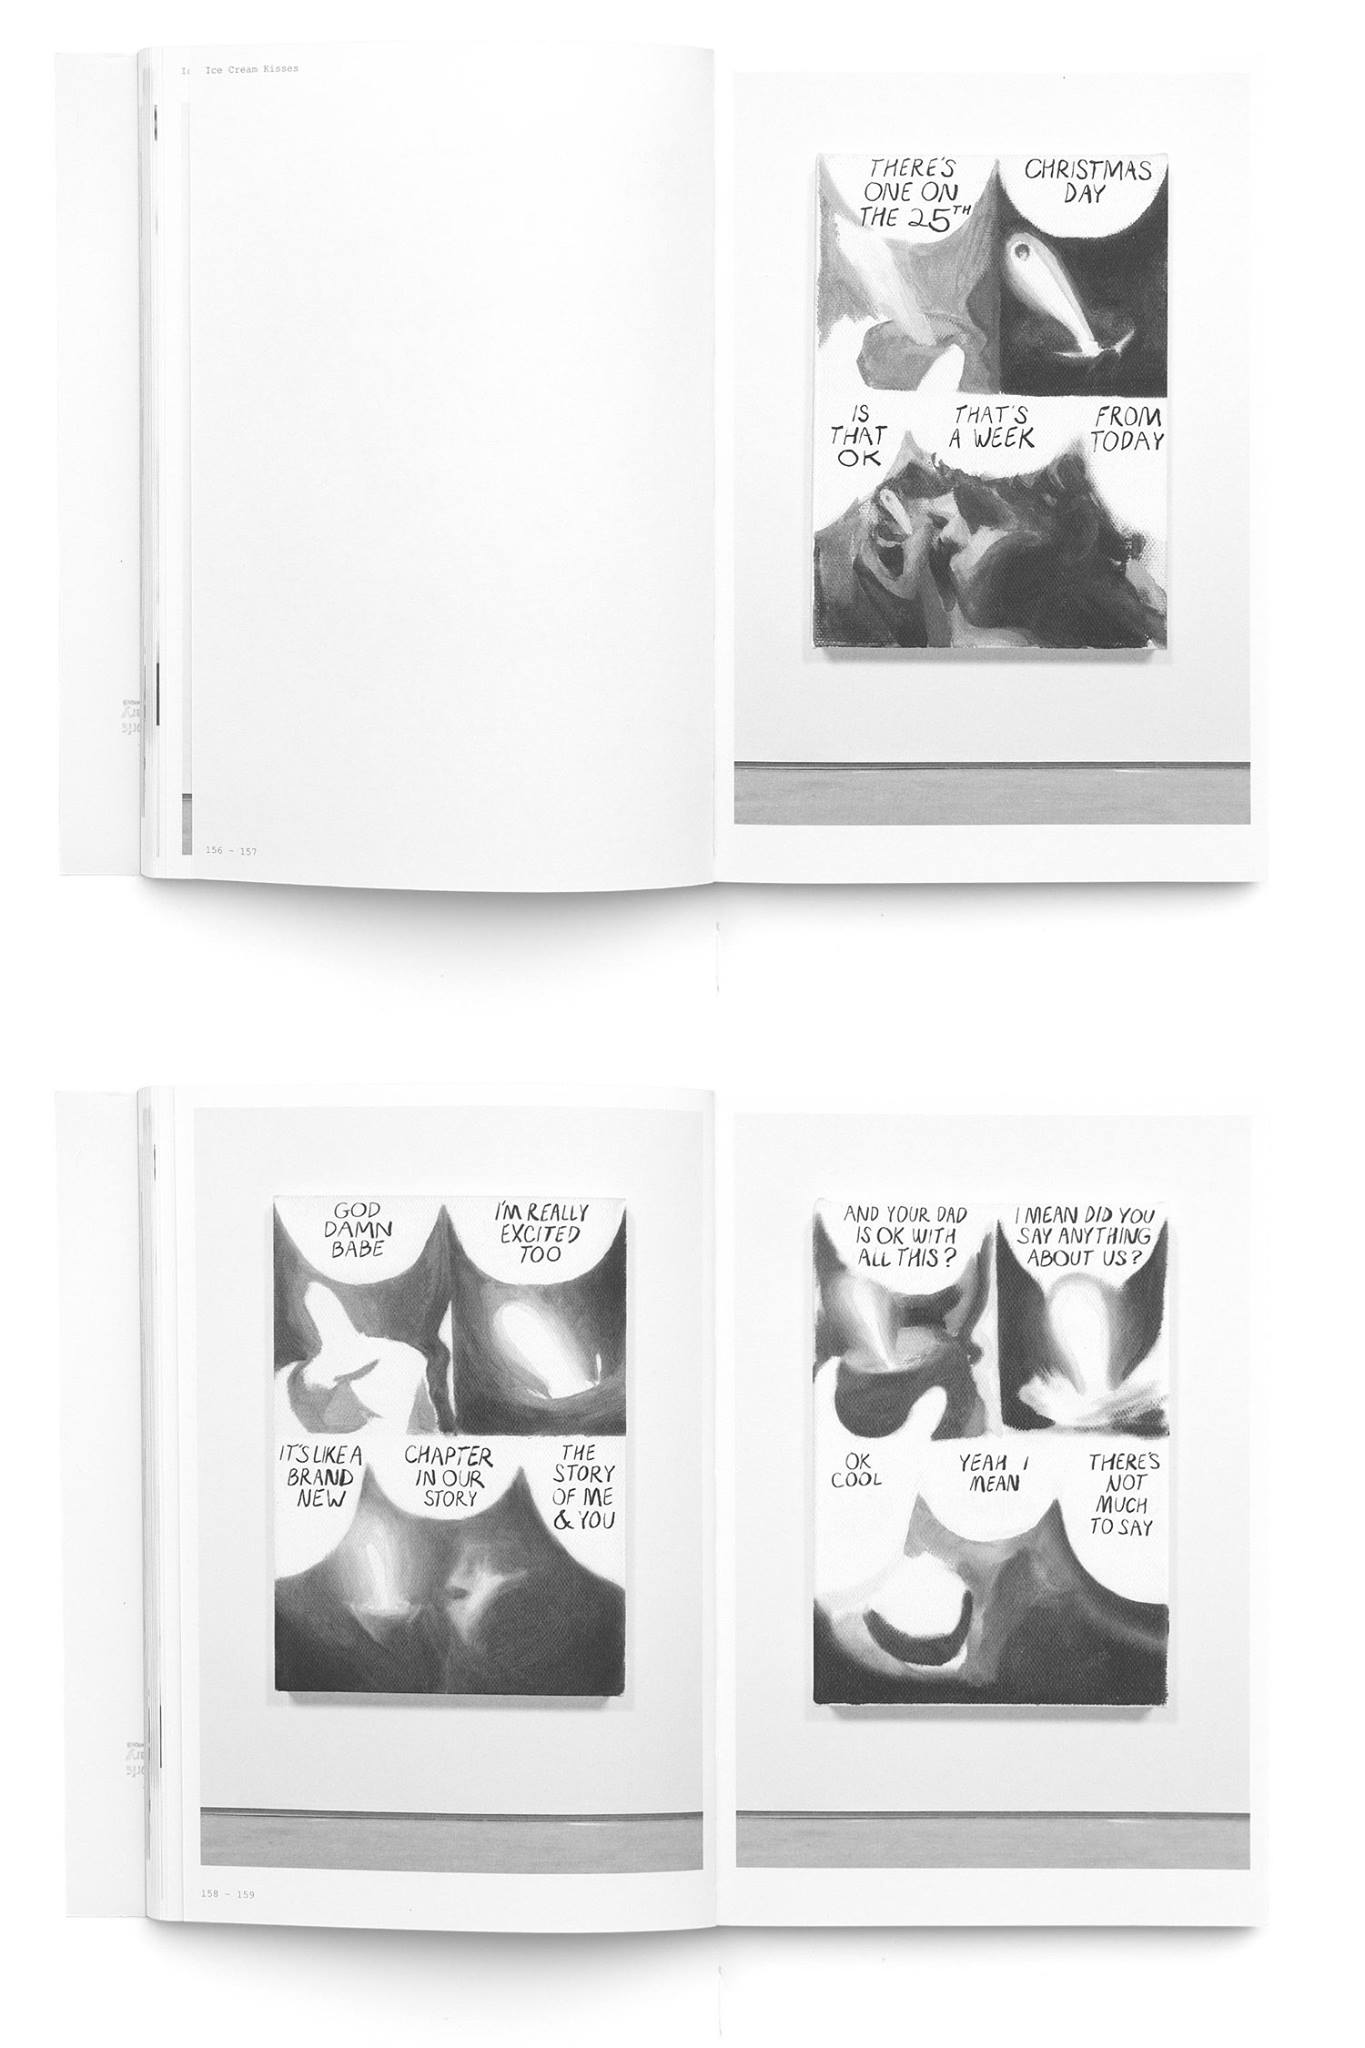 Ice Cream Kisses
THERE'S
ONE ON
THE 25TH
CHRISTMAS
DAY
IS
THAT
OK
THAT'S
A WEEK
FROM
TODAY
156 – 157
GOD
DAMN
BABE
I'M REALLY
EXCITED
TOO
IT'S LIKE A
BRAND
NEW
CHAPTER
IN OUR
STORY
THE
STORY
OF ME
& YOU
AND YOUR DAD
IS OK WITH
ALL THIS?
I MEAN DID YOU
SAY ANYTHING
ABOUT US?
OK
COOL
YEAH I
MEAN
THERE'S
NOT
MUCH
TO SAY
158 – 159